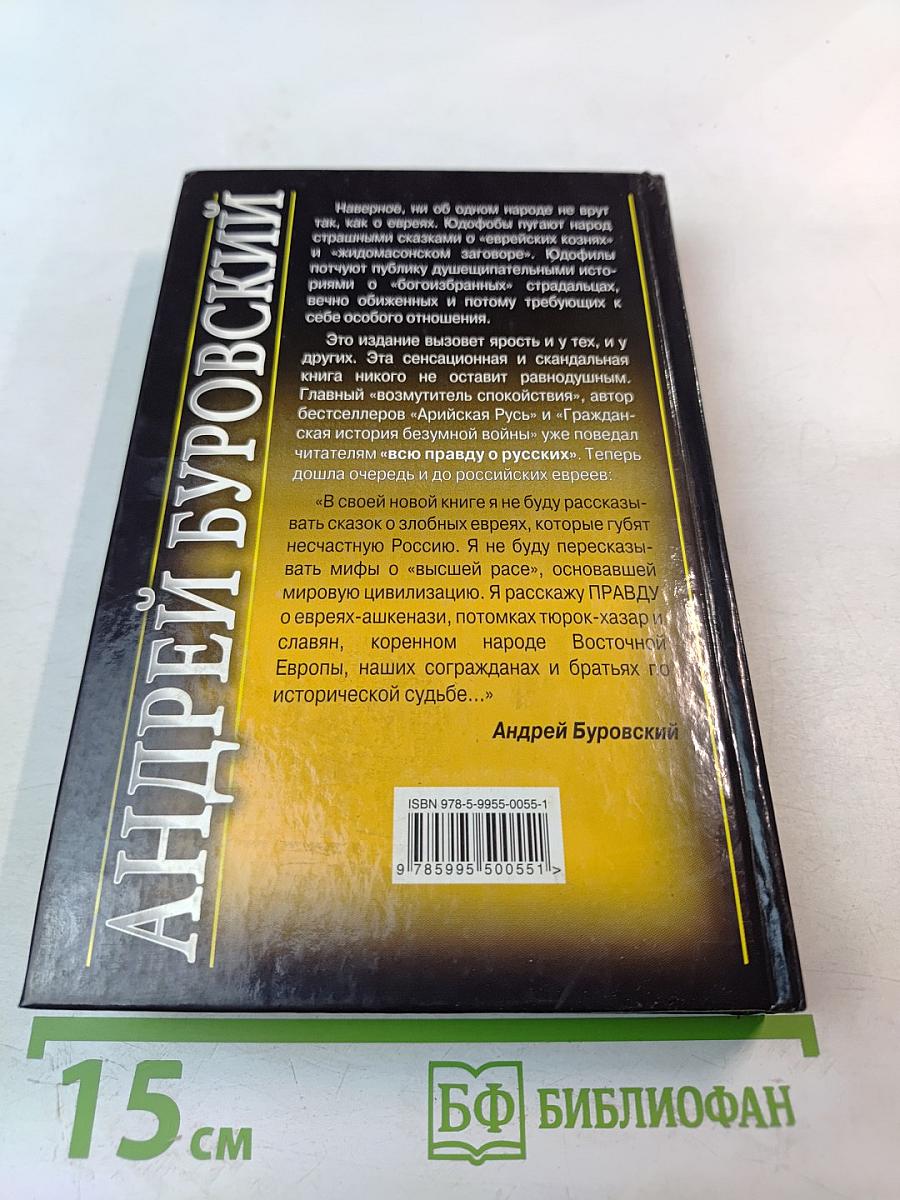 АНДРЕЙ БУРОВСКИЙ
Наверное, ни об одном народе не врут
так, как о евреях. Юдофобы пугают народ
страшными сказками о «еврейских кознях»
и «жидомасонском заговоре». Юдофилы
потчуют публику душещипательными исто-
риями о «богоизбранных» страдальцах,
вечно обиженных и потому требующих к
себе особого отношения.
Это издание вызовет ярость и у тех, и у
других. Эта сенсационная и скандальная
книга никого не оставит равнодушным.
Главный «возмутитель спокойствия», автор
бестселлеров «Арийская Русь» и «Граждан-
ская история безумной войны» уже поведал
читателям «всю правду о русских». Теперь
дошла очередь и до российских евреев:
«В своей новой книге я не буду рассказы-
вать сказок о злобных евреях, которые губят
несчастную Россию. Я не буду пересказы-
вать мифы о «высшей расе», основавшей
мировую цивилизацию. Я расскажу ПРАВДУ
о евреях-ашкенази, потомках тюрок-хазар и
славян, коренном народе Восточной
Европы, наших согражданах и братьях по
исторической судьбе...»
Андрей Буровский
ISBN 978-5-9955-0055-1
9 785995 500551 >
15 см
БФ БИБЛИОФАН